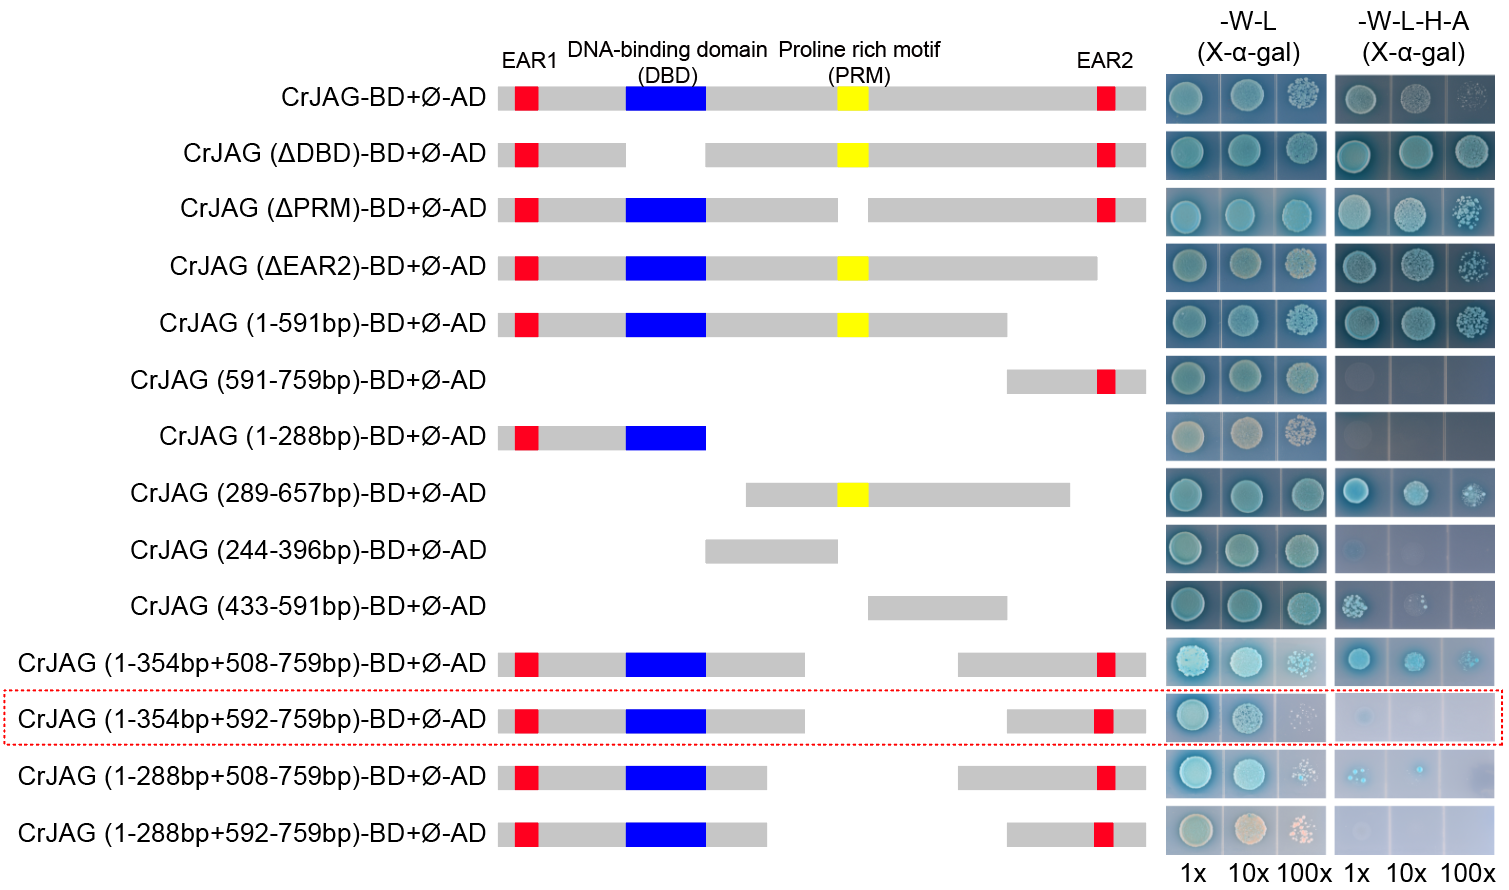 -W-L
(X-α-gal)
-W-L-H-A
(X-α-gal)
EAR1
DNA-binding domain
(DBD)
Proline rich motif
(PRM)
EAR2
CrJAG-BD+Ø-AD
CrJAG (ΔDBD)-BD+Ø-AD
CrJAG (ΔPRM)-BD+Ø-AD
CrJAG (ΔEAR2)-BD+Ø-AD
CrJAG (1-591bp)-BD+Ø-AD
CrJAG (591-759bp)-BD+Ø-AD
CrJAG (1-288bp)-BD+Ø-AD
CrJAG (289-657bp)-BD+Ø-AD
CrJAG (244-396bp)-BD+Ø-AD
CrJAG (433-591bp)-BD+Ø-AD
CrJAG (1-354bp+508-759bp)-BD+Ø-AD
CrJAG (1-354bp+592-759bp)-BD+Ø-AD
CrJAG (1-288bp+508-759bp)-BD+Ø-AD
CrJAG (1-288bp+592-759bp)-BD+Ø-AD
1x 10x 100x 1x 10x 100x